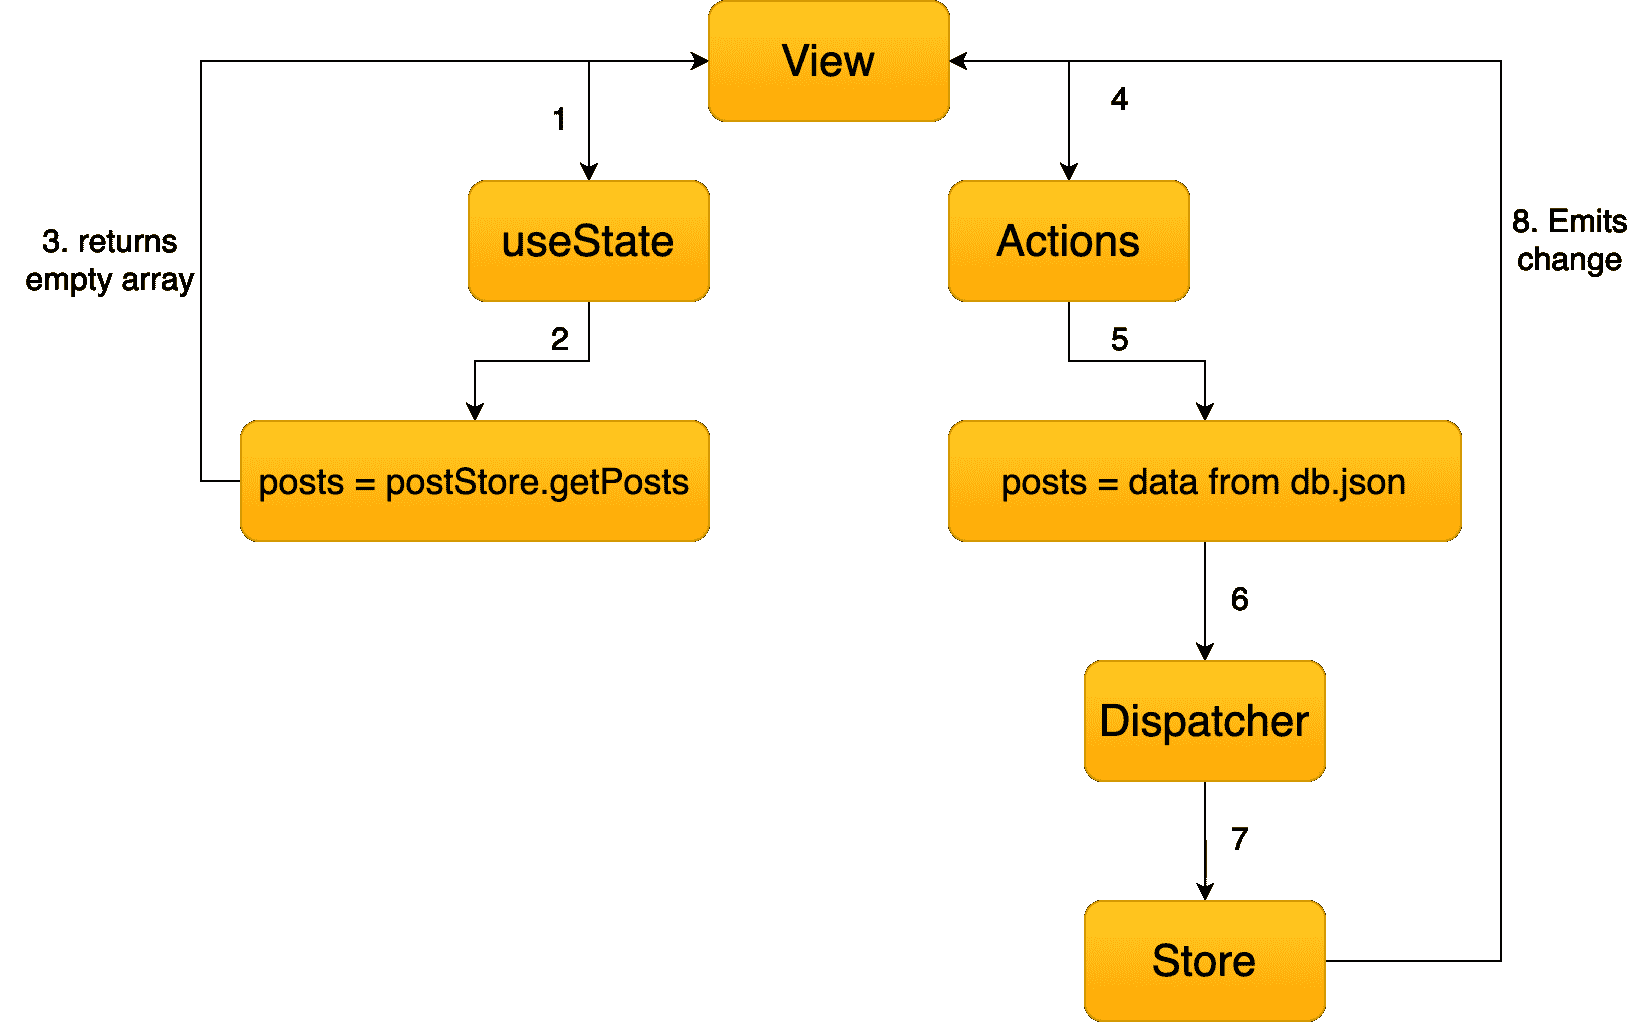 View
1
4
useState
Actions
3. returns
empty array
8. Emits
change
2
5
posts = postStore.getPosts
posts = data from db.json
6
Dispatcher
7
Store